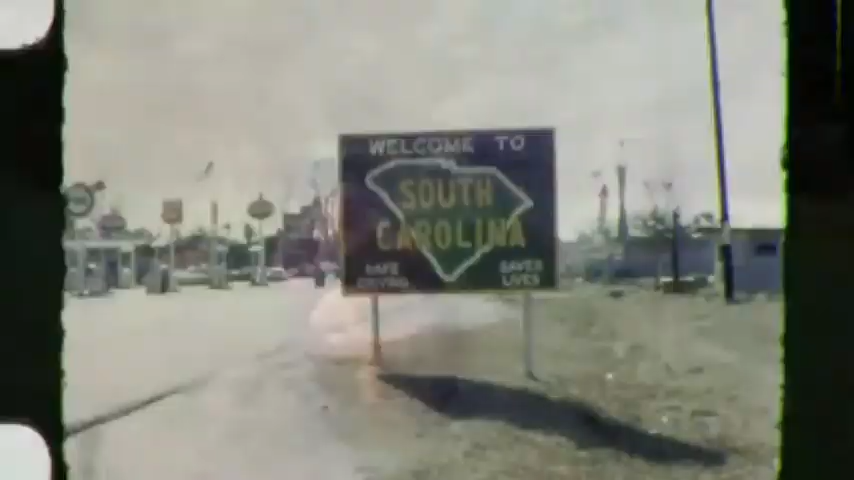 WELCOME TO
SOUTH
CAROLINA
SAFE SAVES
DRIVING LIVES